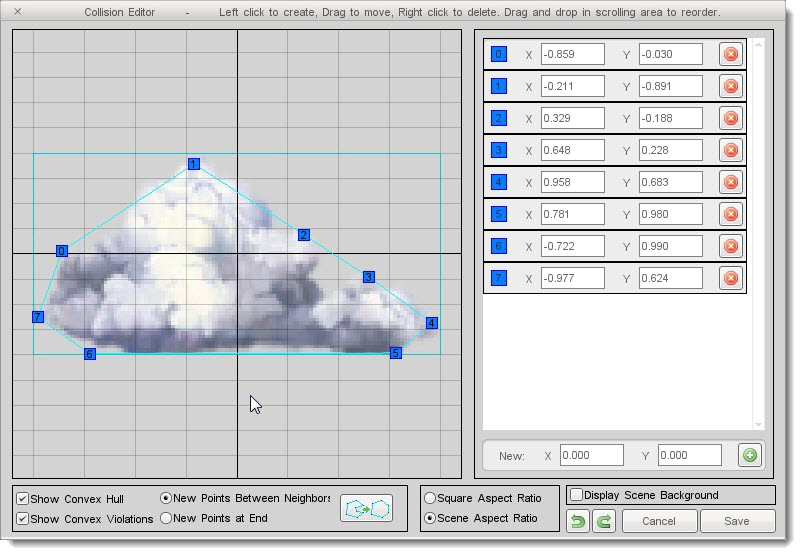 Collision Editor - Left click to create, Drag to move, Right click to delete. Drag and drop in scrolling area to reorder.
0 X -0.859 Y -0.030
1 X -0.211 Y -0.891
2 X 0.329 Y -0.188
3 X 0.648 Y 0.228
4 X 0.958 Y 0.683
5 X 0.781 Y 0.980
6 X -0.722 Y 0.990
7 X -0.977 Y 0.624
1
2
0
3
7
4
6
5
New: X 0.000 Y 0.000
Show Convex Hull
New Points Between Neighbors
Show Convex Violations
New Points at End
Square Aspect Ratio
Scene Aspect Ratio
Display Scene Background
Cancel
Save